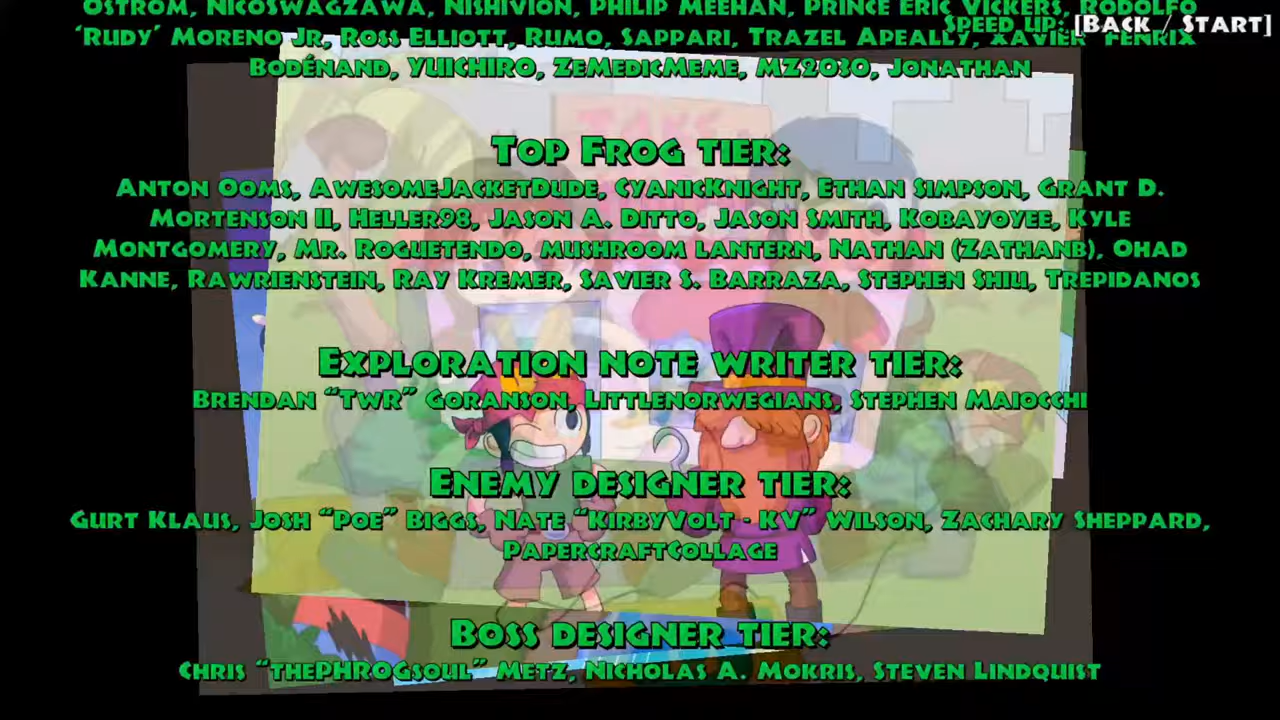 Ostrom, NicoSwagzawa, Nishivion, Philip Meehan, Prince Eric Vickers, Rodolfo
Speed up: [Back / Start]
‘Rudy’ Moreno Jr, Ross Elliott, Rumo, Sappari, Trazel Apeally, Xavier ‘Fenrix’
Bodénand, YUICHIRO, ZeMedicMeme, MZ2030, Jonathan
Top Frog tier:
Anton Ooms, AwesomeJacketDude, CyanicKnight, Ethan Simpson, Grant D.
Mortenson II, Heller98, Jason A. Ditto, Jason Smith, Kobayoyee, Kyle
Montgomery, Mr. Roguetendo, mushroom lantern, Nathan (Zathanb), Ohad
Kanne, Rawrienstein, Ray Kremer, Savier S. Barraza, Stephen Shiu, Trepidanos
Exploration note writer tier:
Brendan “TwR” Goranson, Littlenorwegians, Stephen Maiocchi
Enemy designer tier:
Gurt Klaus, Josh “Poe” Biggs, Nate “KirbyVolt - KV” Wilson, Zachary Sheppard,
PapercraftCollage
Boss designer tier:
Chris “thePHROGsoul” Metz, Nicholas A. Mokris, Steven Lindquist